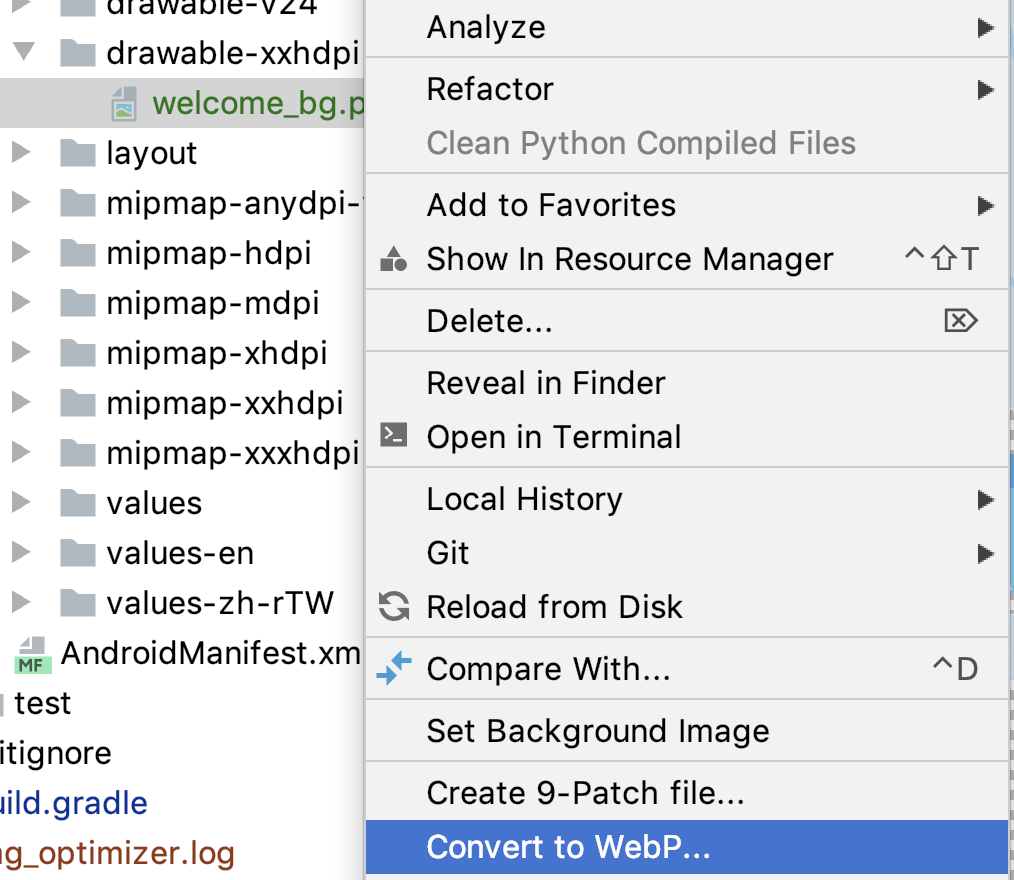 drawable-v24
drawable-xxhdpi
welcome_bg.p
layout
mipmap-anydpi-
mipmap-hdpi
mipmap-mdpi
mipmap-xhdpi
mipmap-xxhdpi
mipmap-xxxhdpi
values
values-en
values-zh-rTW
MF AndroidManifest.xm
test
itignore
uild.gradle
ng_optimizer.log
Analyze
Refactor
Clean Python Compiled Files
Add to Favorites
Show In Resource Manager ^⇧T
Delete...
Reveal in Finder
Open in Terminal
Local History
Git
Reload from Disk
Compare With... ^D
Set Background Image
Create 9-Patch file...
Convert to WebP...